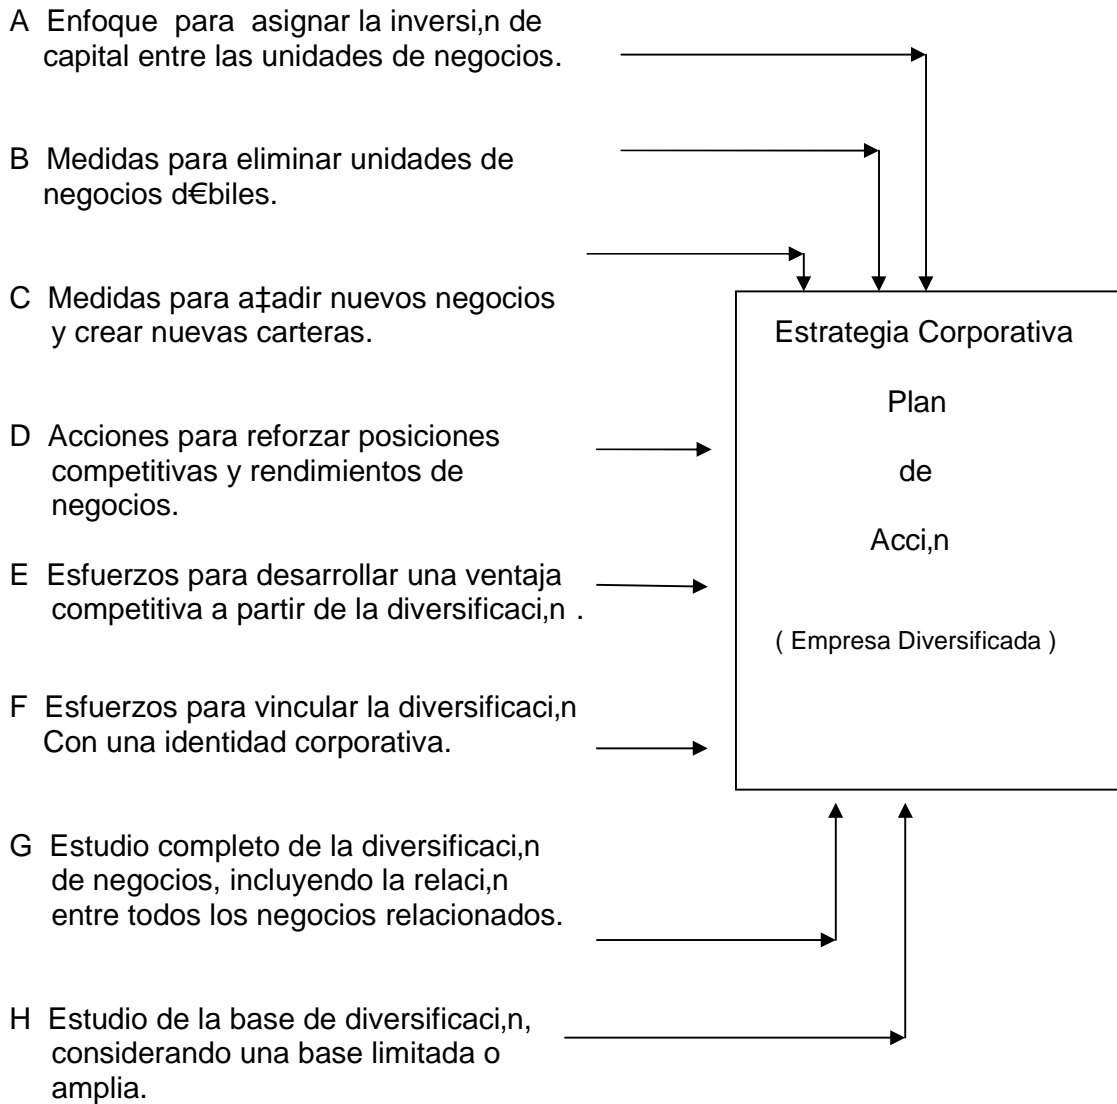 A Enfoque para asignar la inversi‚n de
capital entre las unidades de negocios.
B Medidas para eliminar unidades de
negocios d€biles.
C Medidas para a‡adir nuevos negocios
y crear nuevas carteras.
Estrategia Corporativa
Plan
de
Acci‚n
( Empresa Diversificada )
D Acciones para reforzar posiciones
competitivas y rendimientos de
negocios.
E Esfuerzos para desarrollar una ventaja
competitiva a partir de la diversificaci‚n .
F Esfuerzos para vincular la diversificaci‚n
Con una identidad corporativa.
G Estudio completo de la diversificaci‚n
de negocios, incluyendo la relaci‚n
entre todos los negocios relacionados.
H Estudio de la base de diversificaci‚n,
considerando una base limitada o
amplia.